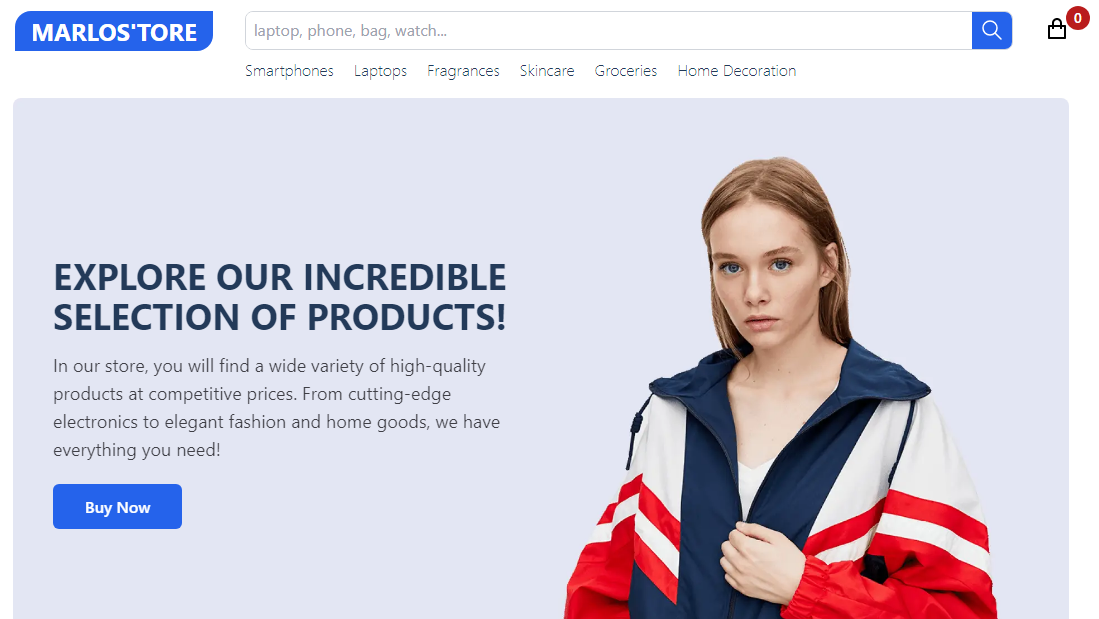 MARLOS'TORE
laptop, phone, bag, watch...
0
Smartphones Laptops Fragrances Skincare Groceries Home Decoration
EXPLORE OUR INCREDIBLE
SELECTION OF PRODUCTS!
In our store, you will find a wide variety of high-quality
products at competitive prices. From cutting-edge
electronics to elegant fashion and home goods, we have
everything you need!
Buy Now